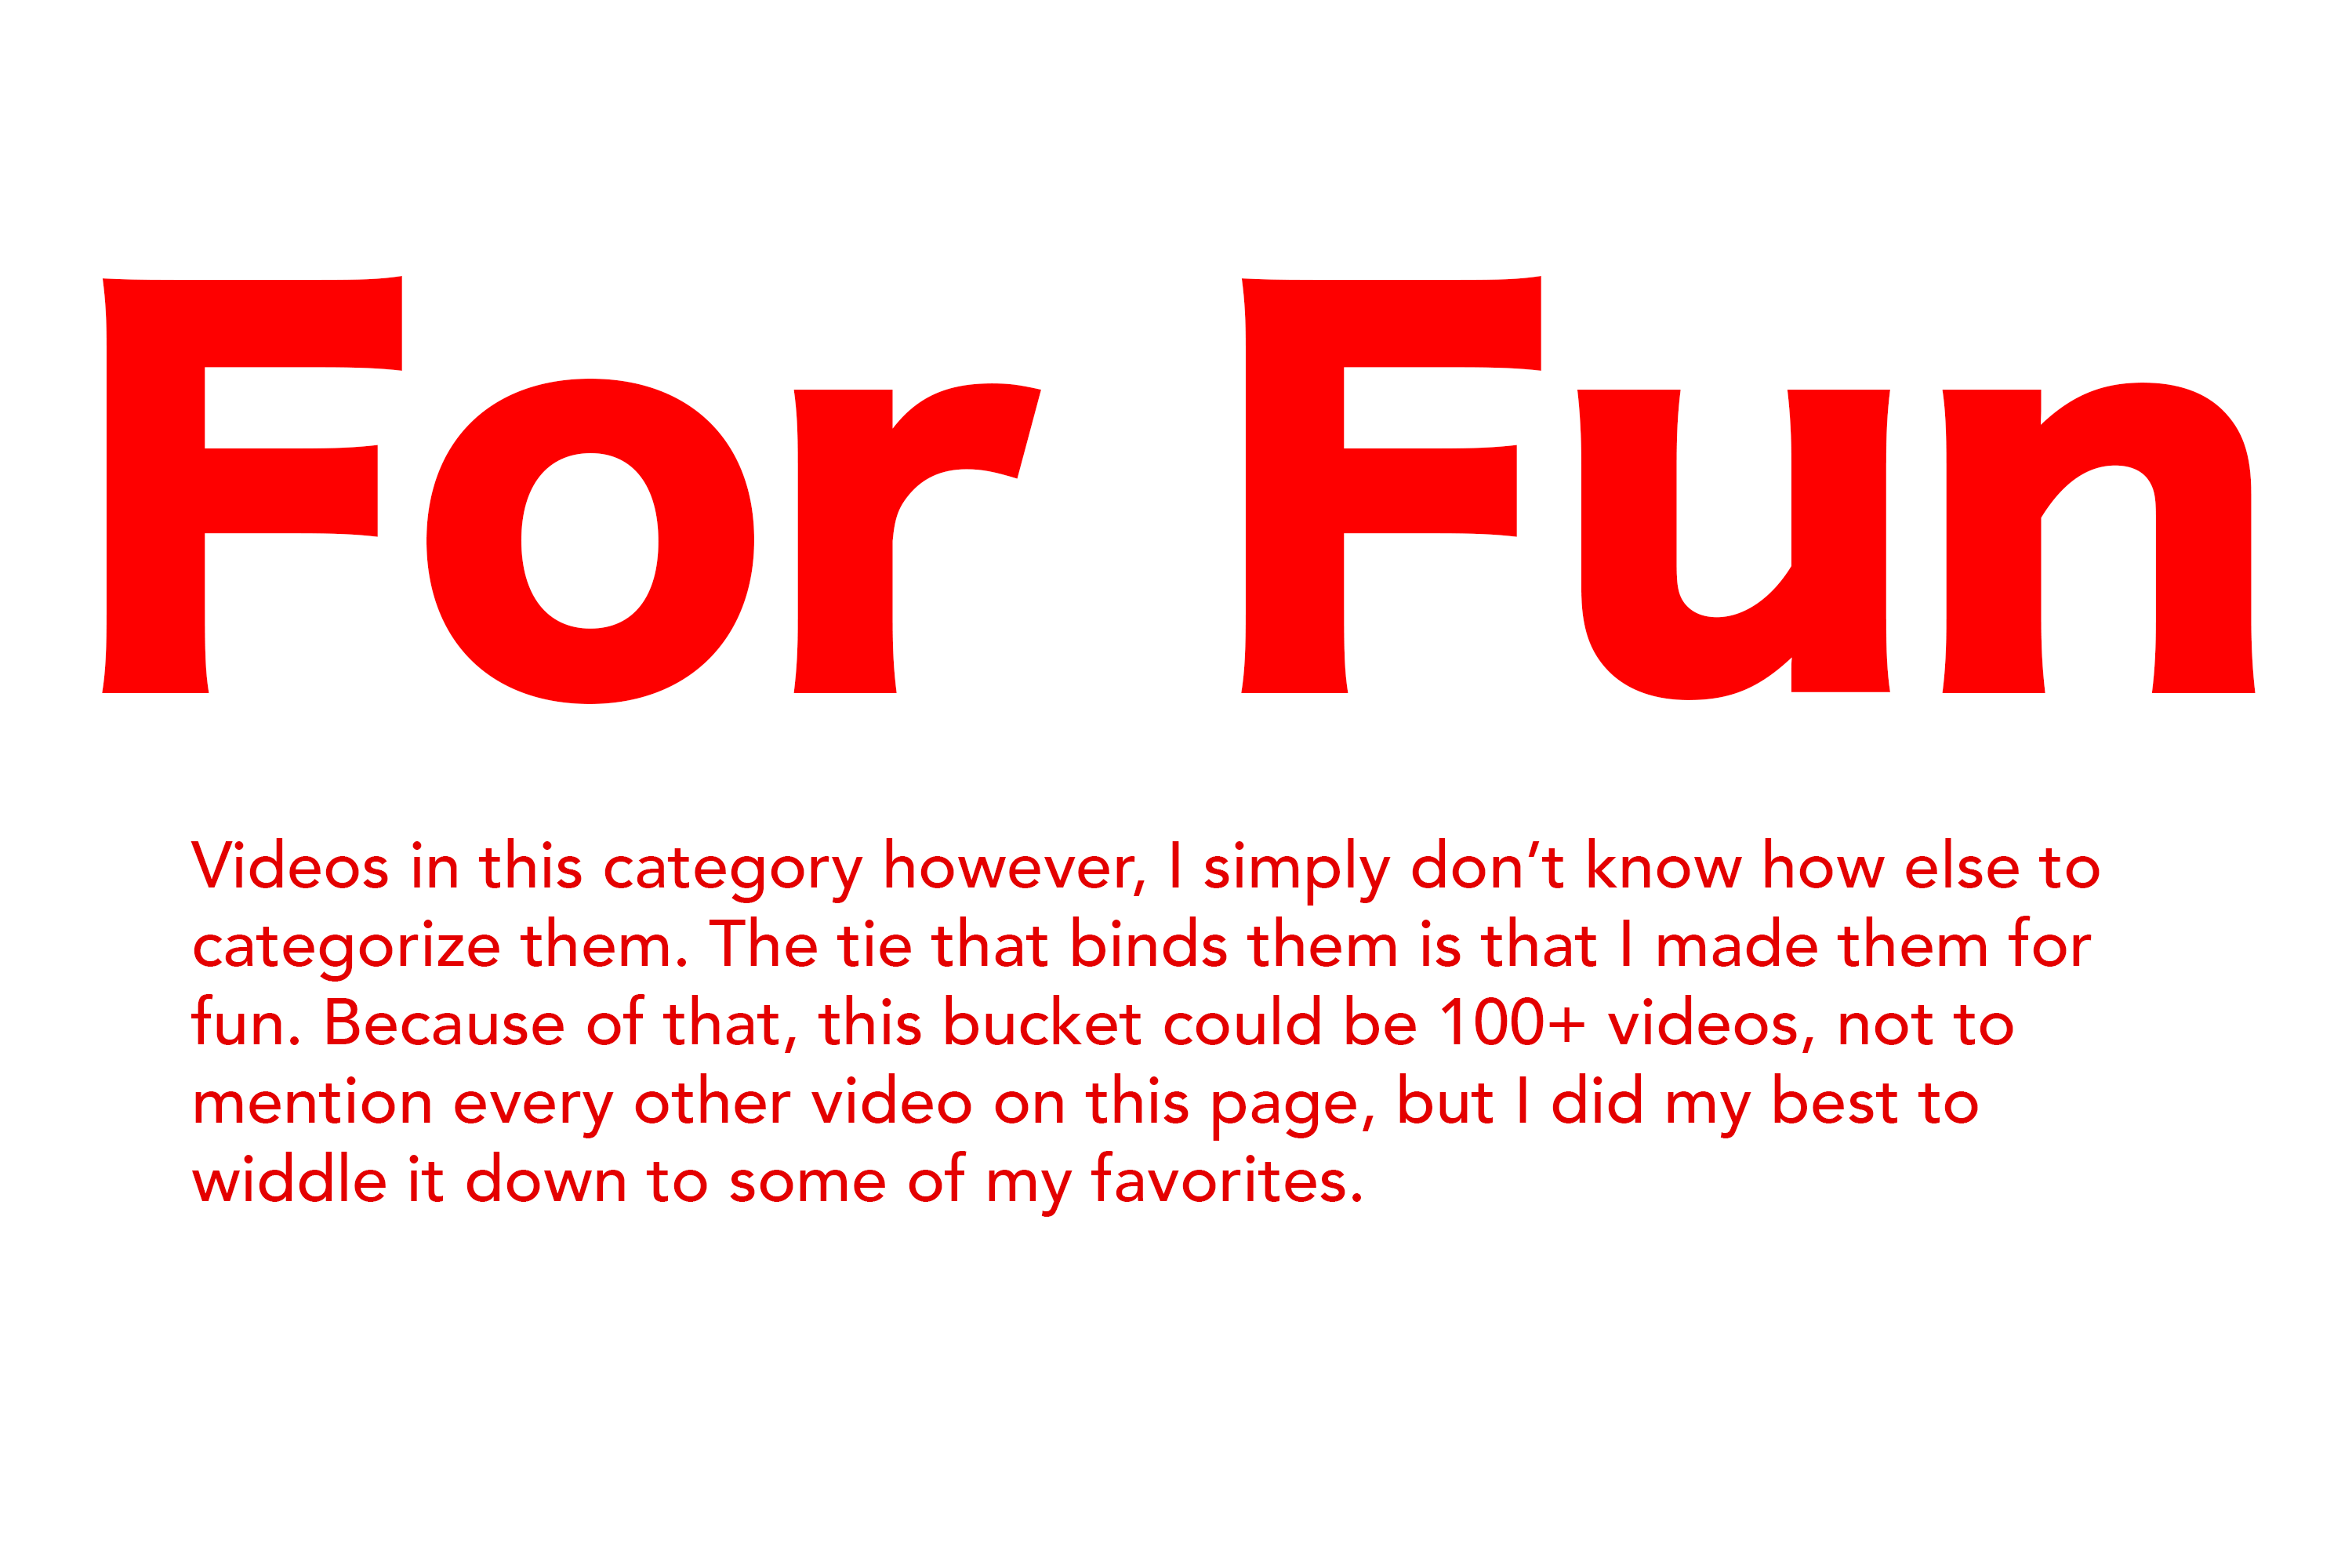 For Fun
Videos in this category however, I simply don’t know how else to
categorize them. The tie that binds them is that I made them for
fun. Because of that, this bucket could be 100+ videos, not to
mention every other video on this page, but I did my best to
widdle it down to some of my favorites.